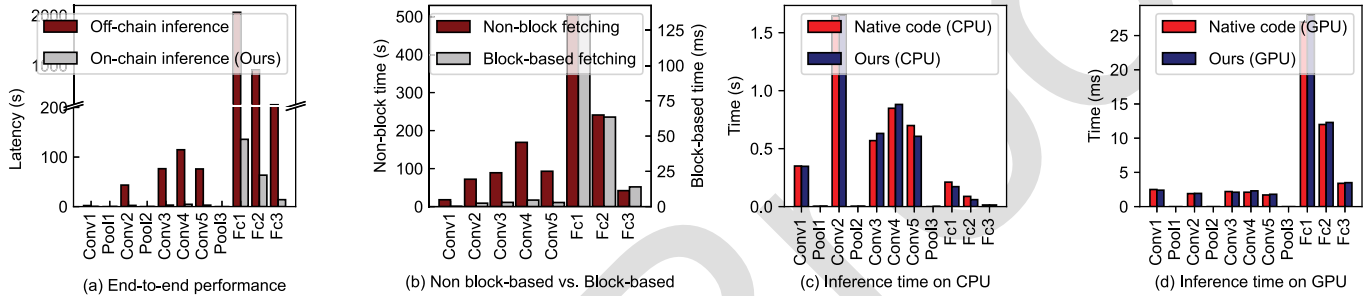 2000
1000
200
100
0
Latency (s)
Off-chain inference
On-chain inference (Ours)
Conv1
Pool1
Conv2
Pool2
Conv3
Conv4
Conv5
Pool3
Fc1
Fc2
Fc3
(a) End-to-end performance
500
400
300
200
100
0
Non-block time (s)
Non-block fetching
Block-based fetching
125
100
75
50
25
0
Block-based time (ms)
Conv1
Conv2
Conv3
Conv4
Conv5
Fc1
Fc2
Fc3
(b) Non block-based vs. Block-based
1.5
1.0
0.5
0.0
Time (s)
Native code (CPU)
Ours (CPU)
Conv1
Pool1
Conv2
Pool2
Conv3
Conv4
Conv5
Pool3
Fc1
Fc2
Fc3
(c) Inference time on CPU
25
20
15
10
5
0
Time (ms)
Native code (GPU)
Ours (GPU)
Conv1
Pool1
Conv2
Pool2
Conv3
Conv4
Conv5
Pool3
Fc1
Fc2
Fc3
(d) Inference time on GPU